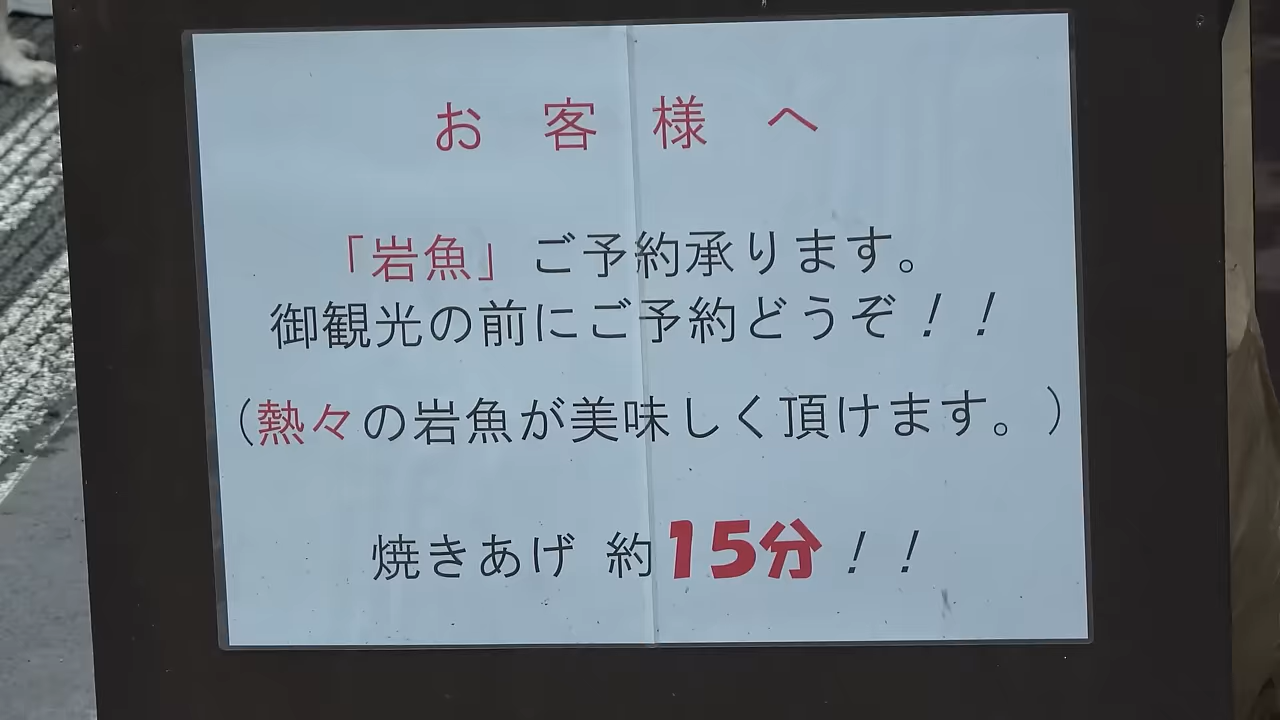 お客様へ
「岩魚」ご予約承ります。
御観光の前にご予約どうぞ！！
（熱々の岩魚が美味しく頂けます。）
焼きあげ 約15分！！